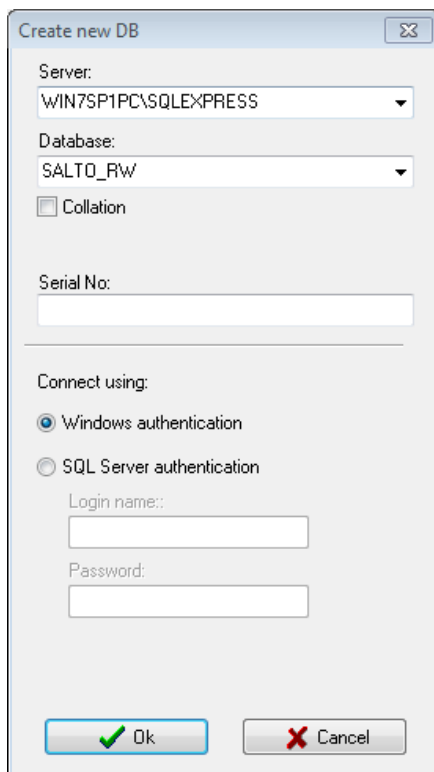 Create new DB
Server:
WIN7SP1PC\SQLEXPRESS
Database:
SALTO_RW
Collation
Serial No:
Connect using:
Windows authentication
SQL Server authentication
Login name::
Password:
Ok
Cancel